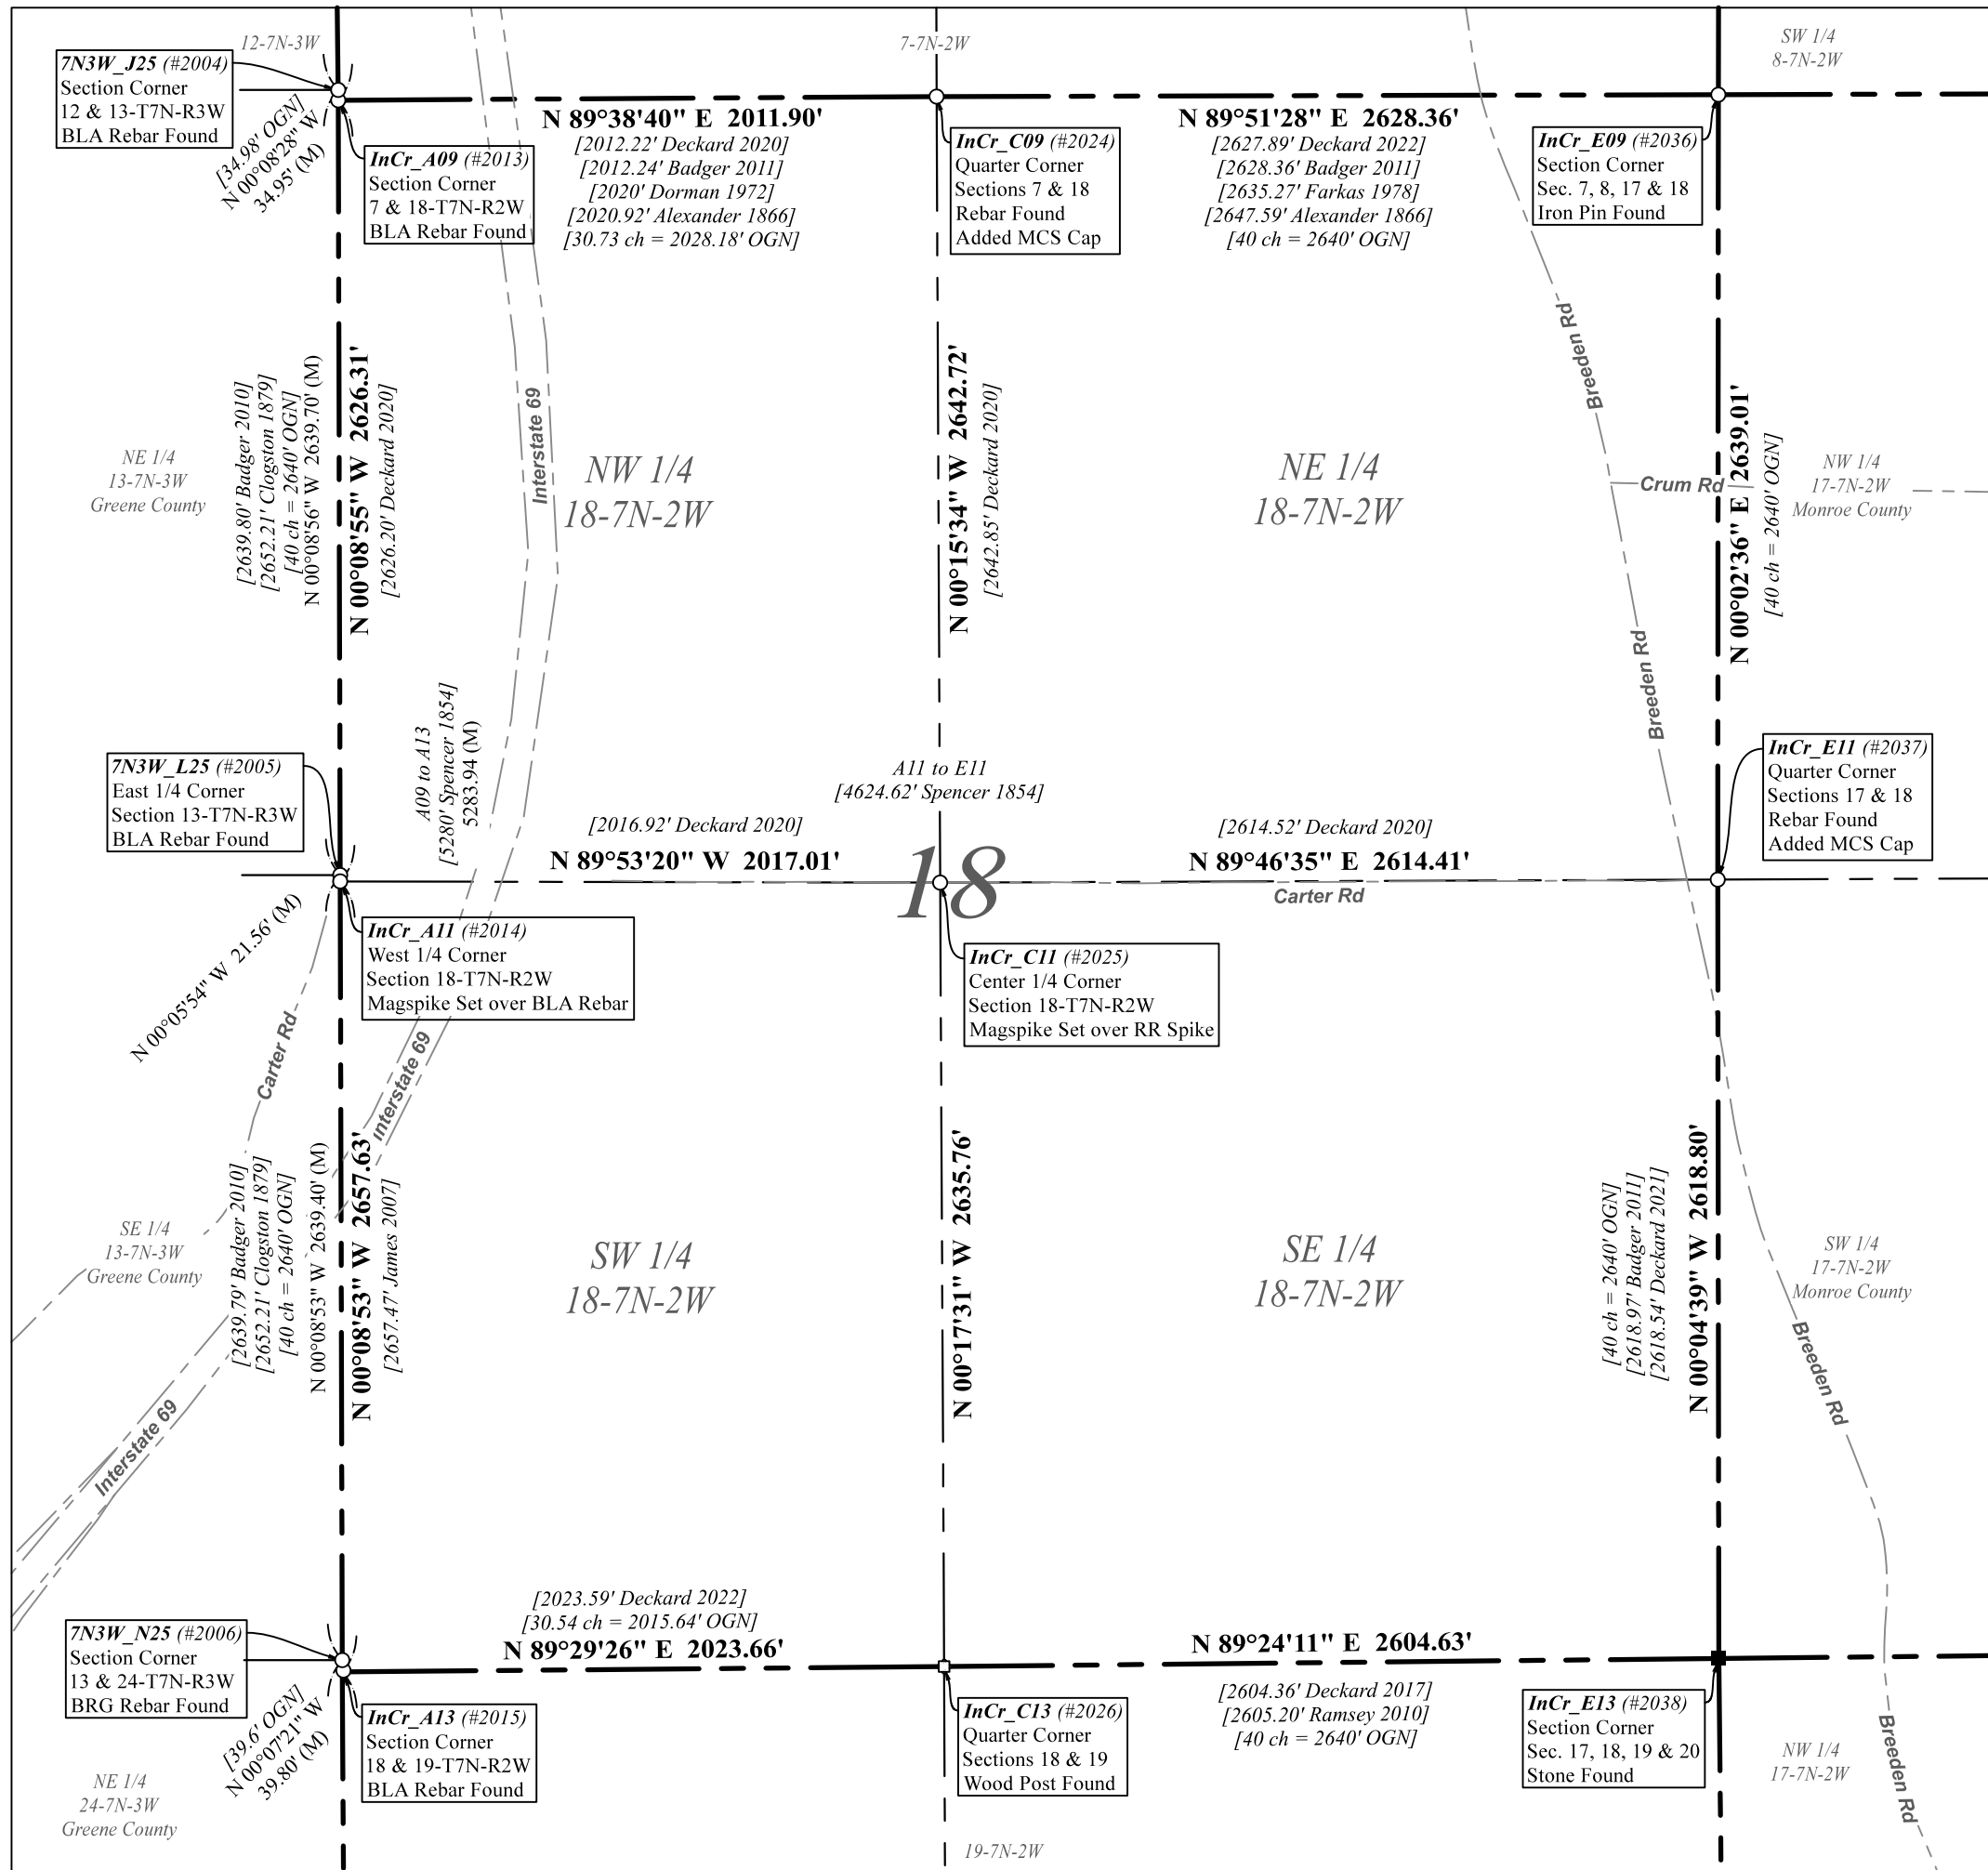 12-7N-3W
7-7N-2W
SW 1/4
8-7N-2W
7N3W_J25 (#2004)
Section Corner
12 & 13-T7N-R3W
BLA Rebar Found
[34.98' OGN]
N 00°08'28" W
34.95' (M)
InCr_A09 (#2013)
Section Corner
7 & 18-T7N-R2W
BLA Rebar Found
N 89°38'40" E 2011.90'
[2012.22' Deckard 2020]
[2012.24' Badger 2011]
[2020' Dorman 1972]
[2020.92' Alexander 1866]
[30.73 ch = 2028.18' OGN]
InCr_C09 (#2024)
Quarter Corner
Sections 7 & 18
Rebar Found
Added MCS Cap
N 89°51'28" E 2628.36'
[2627.89' Deckard 2022]
[2628.36' Badger 2011]
[2635.27' Farkas 1978]
[2647.59' Alexander 1866]
[40 ch = 2640' OGN]
InCr_E09 (#2036)
Section Corner
Sec. 7, 8, 17 & 18
Iron Pin Found
NE 1/4
13-7N-3W
Greene County
[2639.80' Badger 2010]
[2652.21' Clogston 1879]
[40 ch = 2640' OGN]
N 00°08'56" W 2639.70' (M)
N 00°08'55" W 2626.31'
[2626.20' Deckard 2020]
Interstate 69
NW 1/4
18-7N-2W
N 00°15'34" W 2642.72'
[2642.85' Deckard 2020]
NE 1/4
18-7N-2W
Breeden Rd
Crum Rd
N 00°02'36" E 2639.01'
[40 ch = 2640' OGN]
NW 1/4
17-7N-2W
Monroe County
Breeden Rd
7N3W_L25 (#2005)
East 1/4 Corner
Section 13-T7N-R3W
BLA Rebar Found
A09 to A13
[5280' Spencer 1854]
5283.94 (M)
A11 to E11
[4624.62' Spencer 1854]
[2016.92' Deckard 2020]
N 89°53'20" W 2017.01'
18
[2614.52' Deckard 2020]
N 89°46'35" E 2614.41'
Carter Rd
InCr_E11 (#2037)
Quarter Corner
Sections 17 & 18
Rebar Found
Added MCS Cap
N 00°05'54" W 21.56' (M)
InCr_A11 (#2014)
West 1/4 Corner
Section 18-T7N-R2W
Magspike Set over BLA Rebar
InCr_C11 (#2025)
Center 1/4 Corner
Section 18-T7N-R2W
Magspike Set over RR Spike
Carter Rd
Interstate 69
SE 1/4
13-7N-3W
Greene County
[2639.79' Badger 2010]
[2652.21' Clogston 1879]
[40 ch = 2640' OGN]
N 00°08'53" W 2639.40' (M)
N 00°08'53" W 2657.63'
[2657.47' James 2007]
SW 1/4
18-7N-2W
N 00°17'31" W 2635.76'
SE 1/4
18-7N-2W
[40 ch = 2640' OGN]
[2618.97' Badger 2011]
[2618.54' Deckard 2021]
N 00°04'39" W 2618.80'
SW 1/4
17-7N-2W
Monroe County
Breeden Rd
Interstate 69
7N3W_N25 (#2006)
Section Corner
13 & 24-T7N-R3W
BRG Rebar Found
[39.6' OGN]
N 00°07'21" W
39.80' (M)
[2023.59' Deckard 2022]
[30.54 ch = 2015.64' OGN]
N 89°29'26" E 2023.66'
InCr_A13 (#2015)
Section Corner
18 & 19-T7N-R2W
BLA Rebar Found
InCr_C13 (#2026)
Quarter Corner
Sections 18 & 19
Wood Post Found
N 89°24'11" E 2604.63'
[2604.36' Deckard 2017]
[2605.20' Ramsey 2010]
[40 ch = 2640' OGN]
InCr_E13 (#2038)
Section Corner
Sec. 17, 18, 19 & 20
Stone Found
NW 1/4
17-7N-2W
Breeden Rd
NE 1/4
24-7N-3W
Greene County
19-7N-2W